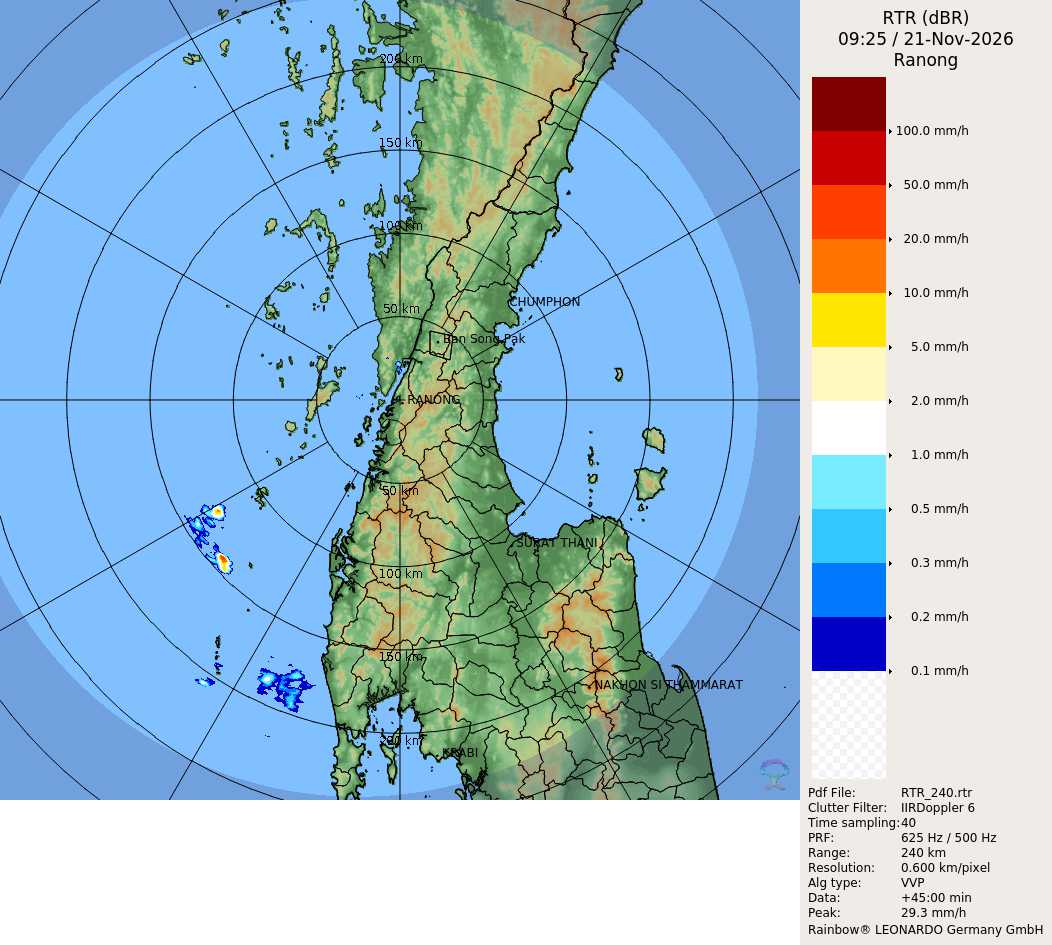 RTR (dBR)
09:25 / 21-Nov-2026
Ranong
200 km
150 km
100 km
50 km
CHUMPHON
Ban Song Pak
RANONG
50 km
SURAT THANI
100 km
150 km
NAKHON SI THAMMARAT
200 km
KRABI
100.0 mm/h
50.0 mm/h
20.0 mm/h
10.0 mm/h
5.0 mm/h
2.0 mm/h
1.0 mm/h
0.5 mm/h
0.3 mm/h
0.2 mm/h
0.1 mm/h
Pdf File: RTR_240.rtr
Clutter Filter: IIRDoppler 6
Time sampling: 40
PRF: 625 Hz / 500 Hz
Range: 240 km
Resolution: 0.600 km/pixel
Alg type: VVP
Data: +45:00 min
Peak: 29.3 mm/h
Rainbow® LEONARDO Germany GmbH